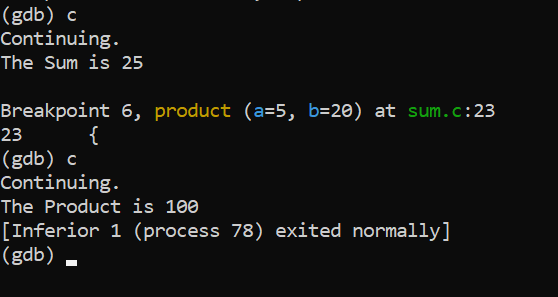 (gdb) c
Continuing.
The Sum is 25

Breakpoint 6, product (a=5, b=20) at sum.c:23
23      {
(gdb) c
Continuing.
The Product is 100
[Inferior 1 (process 78) exited normally]
(gdb)